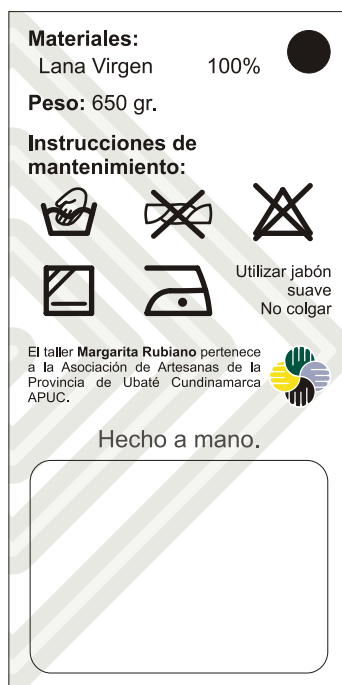 Materiales:
Lana Virgen 100%
Peso: 650 gr.
Instrucciones de
mantenimiento:
Utilizar jabón
suave
No colgar
El taller Margarita Rubiano pertenece
a la Asociación de Artesanas de la
Provincia de Ubaté Cundinamarca
APUC.
Hecho a mano.